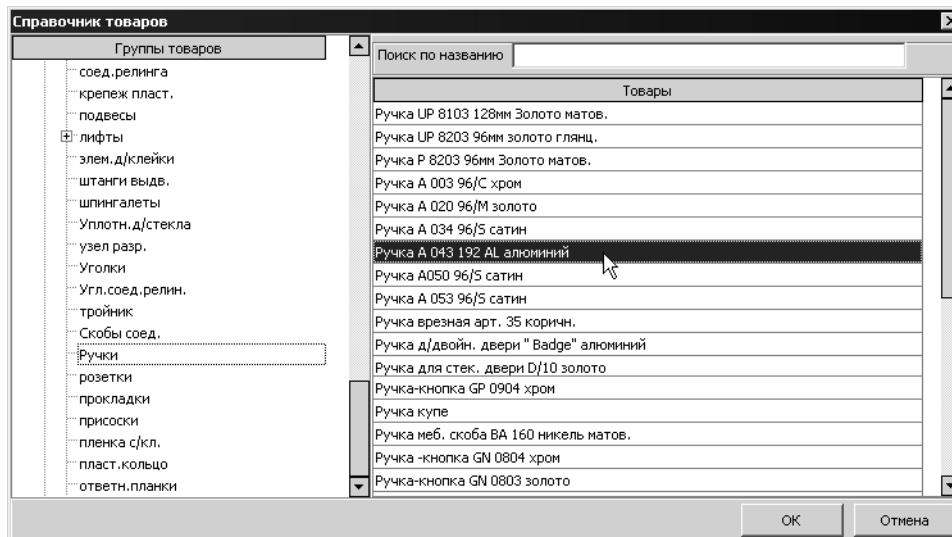 Справочник товаров
Группы товаров
соед.релинга
крепеж пласт.
подвесы
лифты
элем.д/клейки
штанги выдв.
шпингалеты
Уплотн.д/стекла
узел разр.
Уголки
Угл.соед.релин.
тройник
Скобы соед.
Ручки
розетки
прокладки
присоски
пленка с/кл.
пласт.кольцо
ответн.планки
Поиск по названию
Товары
Ручка UP 8103 128мм Золото матов.
Ручка UP 8203 96мм золото глянц.
Ручка P 8203 96мм Золото матов.
Ручка A 003 96/C хром
Ручка A 020 96/M золото
Ручка A 034 96/S сатин
Ручка A 043 192 AL алюминий
Ручка A050 96/S сатин
Ручка A 053 96/S сатин
Ручка врезная арт. 35 коричн.
Ручка д/двойн. двери " Badge" алюминий
Ручка для стек. двери D/10 золото
Ручка-кнопка GP 0904 хром
Ручка купе
Ручка меб. скоба BA 160 никель матов.
Ручка -кнопка GN 0804 хром
Ручка-кнопка GN 0803 золото
ОК
Отмена